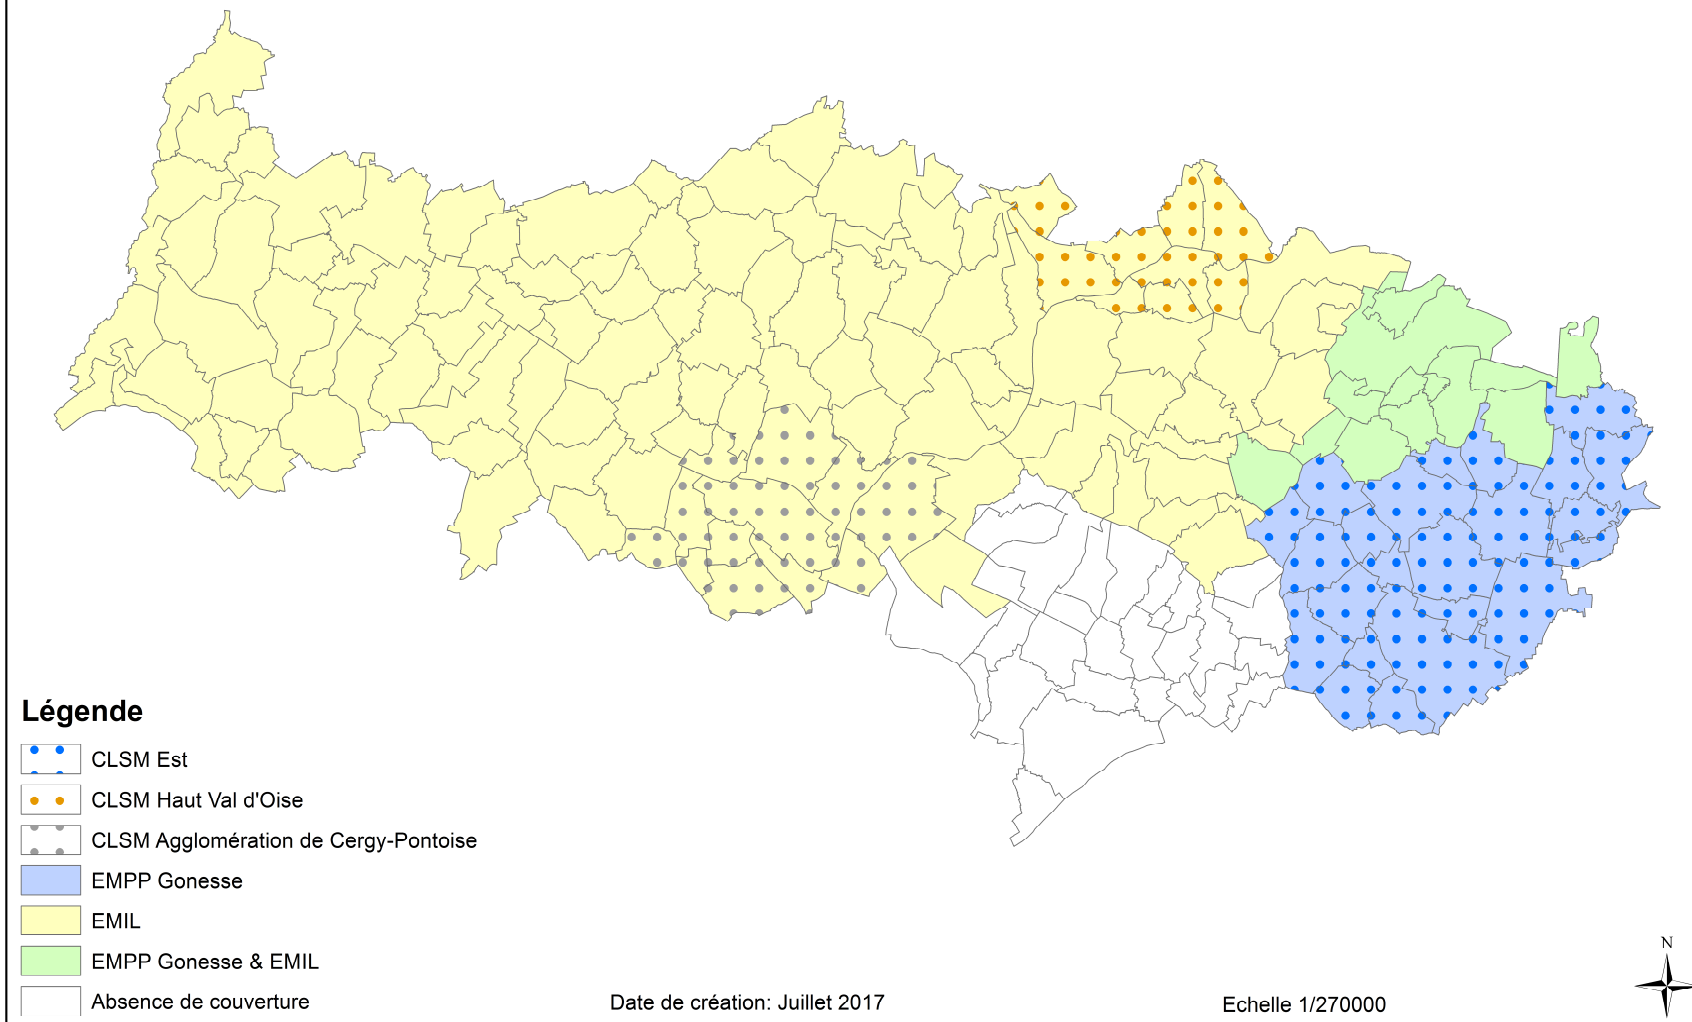 Légende
CLSM Est
CLSM Haut Val d'Oise
CLSM Agglomération de Cergy-Pontoise
EMPP Gonesse
EMIL
EMPP Gonesse & EMIL
Absence de couverture
Date de création: Juillet 2017
Echelle 1/270000
N